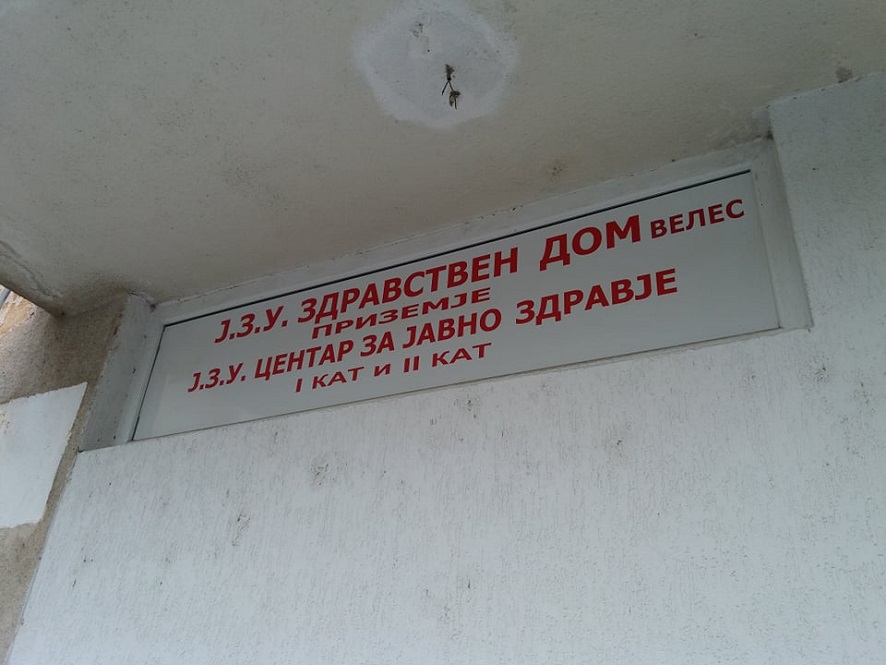 Ј.З.У. ЗДРАВСТВЕН ДОМ ВЕЛЕС
ПРИЗЕМЈЕ
Ј.З.У. ЦЕНТАР ЗА ЈАВНО ЗДРАВЈЕ
I КАТ И II КАТ